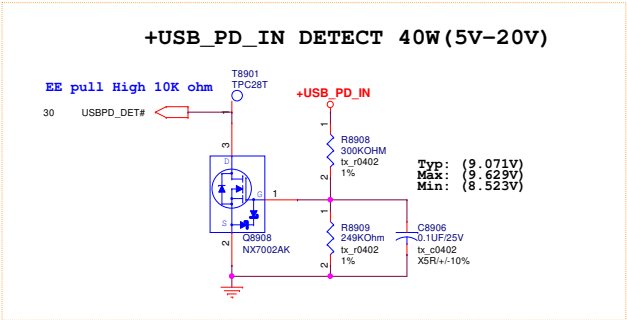 +USB_PD_IN DETECT 40W(5V-20V)
T8901
TPC28T
EE pull High 10K ohm
+USB_PD_IN
30 USBPD_DET#
1
3
D
1
R8908
300KOHM
tx_r0402
1%
2
Typ: (9.071V)
Max: (9.629V)
Min: (8.523V)
G
1
S
2
Q8908
NX7002AK
1
R8909
249KOhm
tx_r0402
1%
2
C8906
0.1UF/25V
tx_c0402
X5R/+/-10%